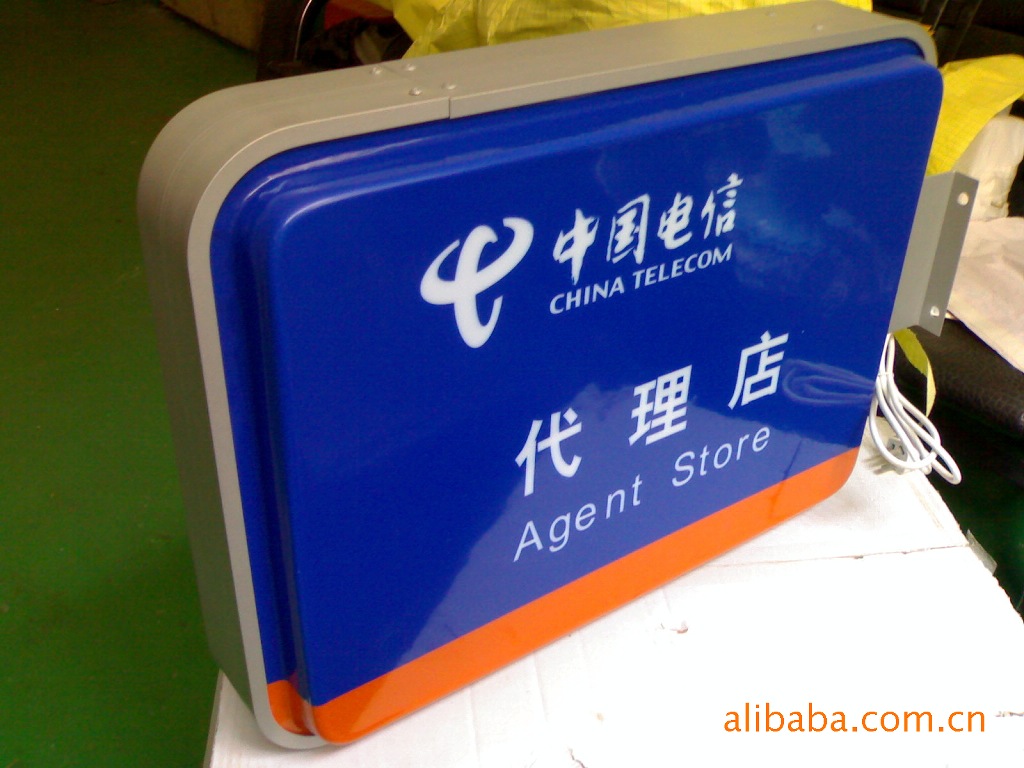 中国电信
CHINA TELECOM
代理店
Agent Store
alibaba.com.cn